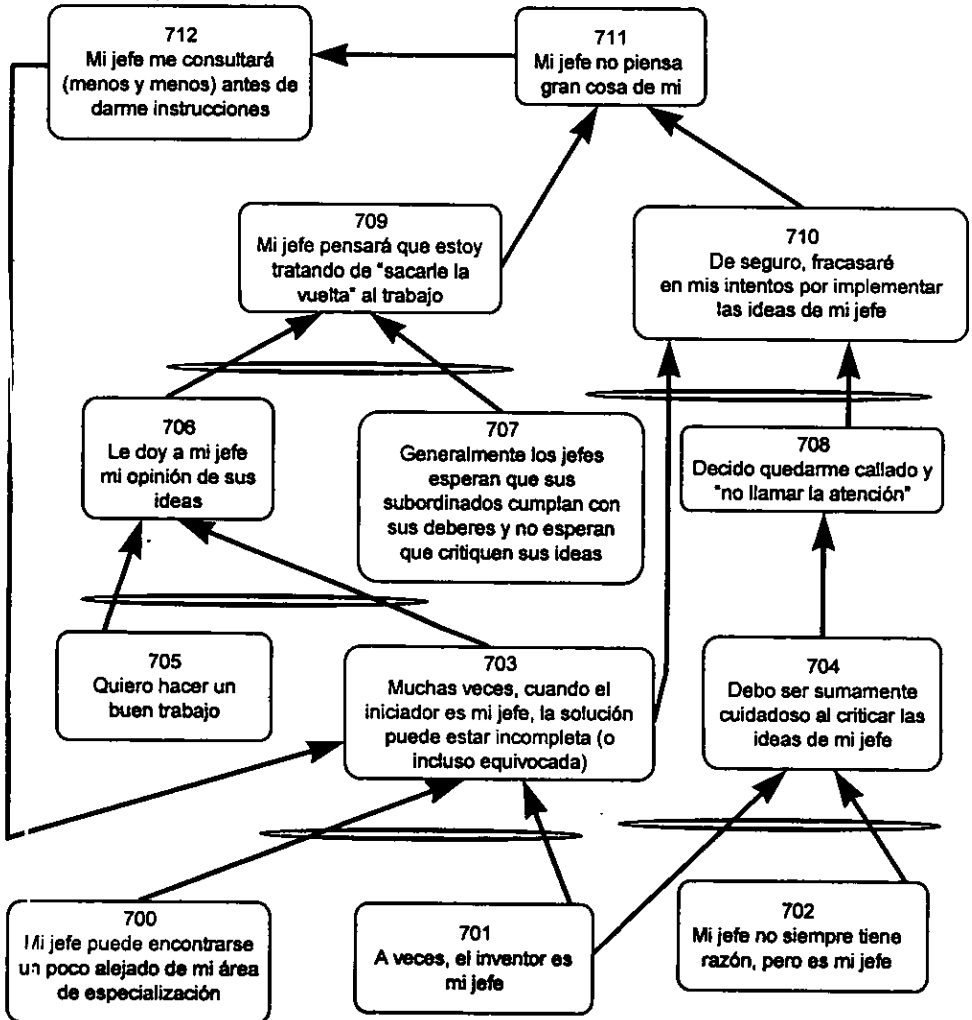 712
Mi jefe me consultará
(menos y menos) antes de
darme instrucciones
711
Mi jefe no piensa
gran cosa de mi
709
Mi jefe pensará que estoy
tratando de "sacarle la
vuelta" al trabajo
710
De seguro, fracasaré
en mis intentos por implementar
las ideas de mi jefe
706
Le doy a mi jefe
mi opinión de sus
ideas
707
Generalmente los jefes
esperan que sus
subordinados cumplan con
sus deberes y no esperan
que critiquen sus ideas
708
Decido quedarme callado y
"no llamar la atención"
705
Quiero hacer un
buen trabajo
703
Muchas veces, cuando el
iniciador es mi jefe, la solución
puede estar incompleta (o
incluso equivocada)
704
Debo ser sumamente
cuidadoso al criticar las
ideas de mi jefe
700
Mi jefe puede encontrarse
un poco alejado de mi área
de especialización
701
A veces, el inventor es
mi jefe
702
Mi jefe no siempre tiene
razón, pero es mi jefe